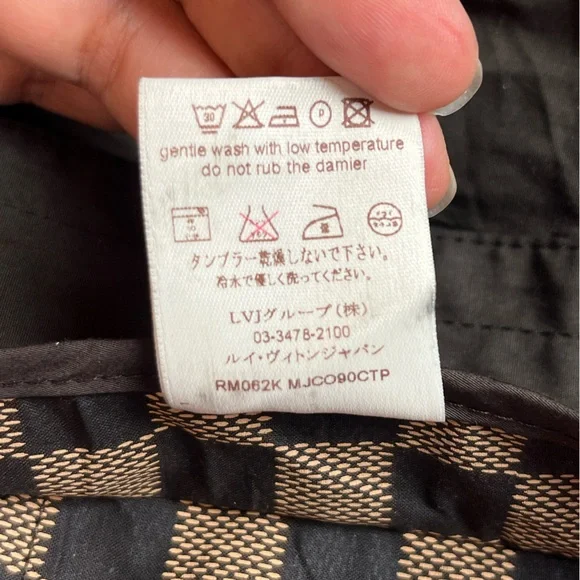 30 P
gentle wash with low temperature
do not rub the damier
タンブラー乾燥しないで下さい。
冷水で優しく洗ってください。
LVJグループ(株)
03-3478-2100
ルイ・ヴィトンジャパン
RM062K MJCO90CTP